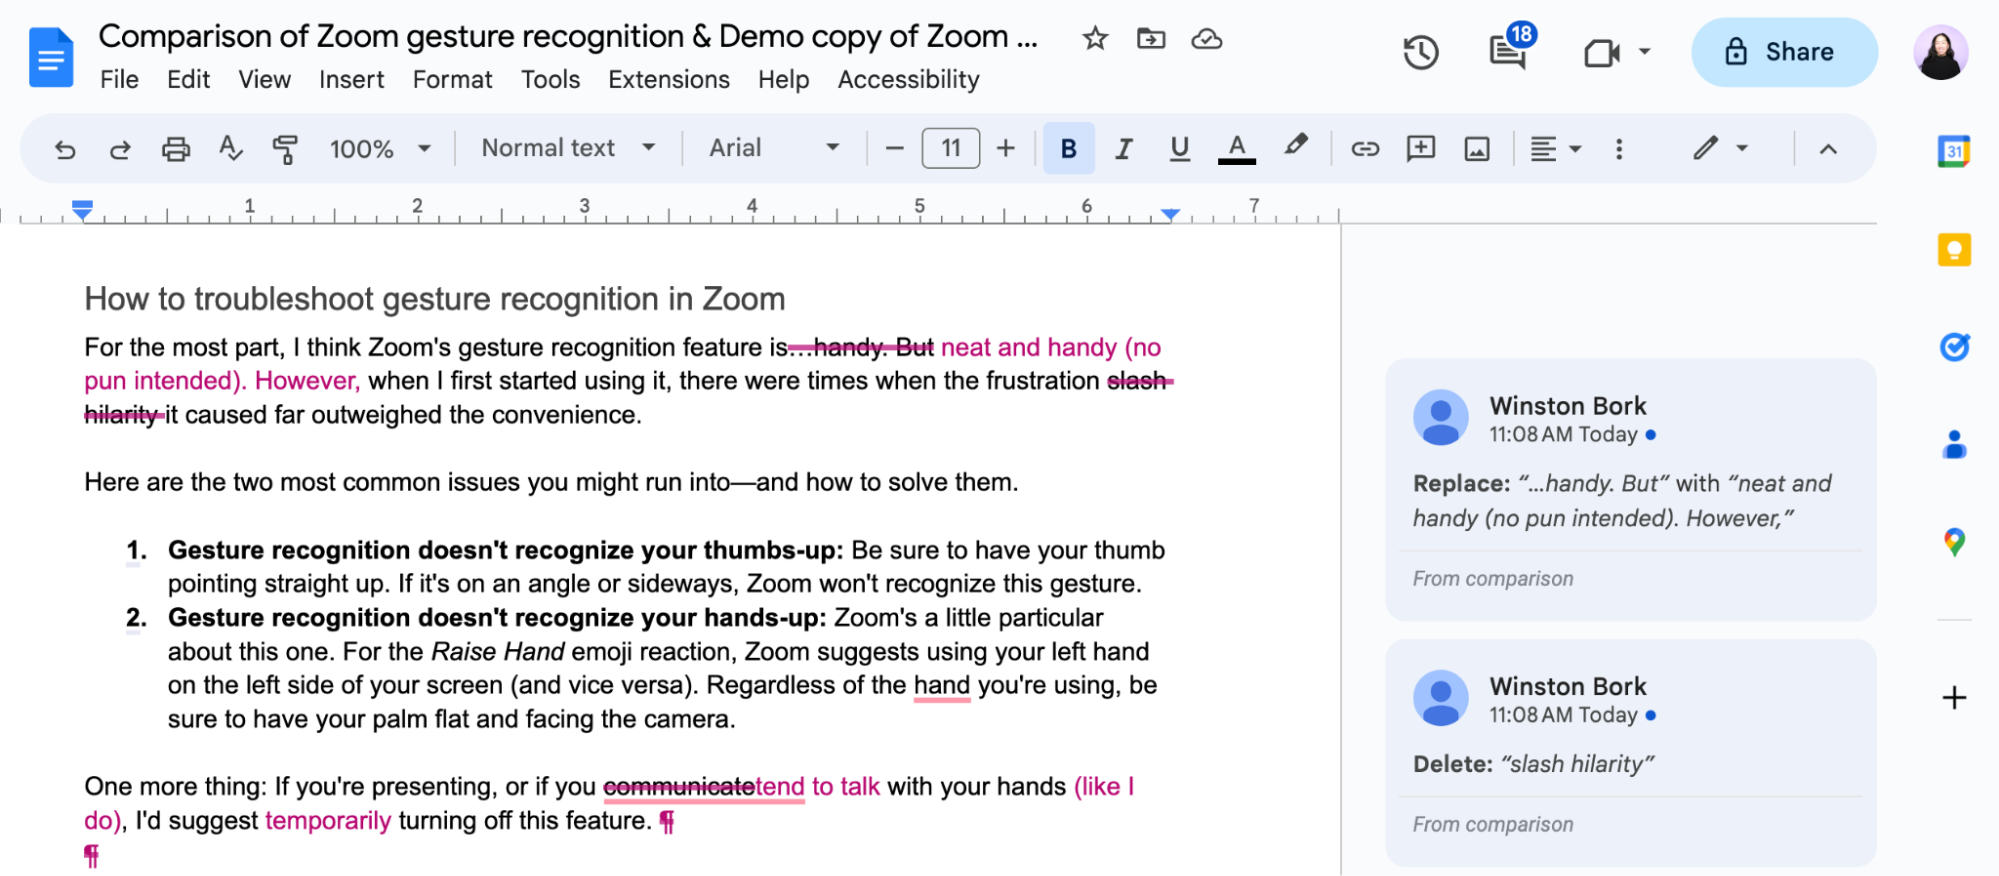 Comparison of Zoom gesture recognition & Demo copy of Zoom ...
18
Share
File Edit View Insert Format Tools Extensions Help Accessibility
100% Normal text Arial 11 B I U A
31
1 2 3 4 5 6 7
How to troubleshoot gesture recognition in Zoom
For the most part, I think Zoom's gesture recognition feature is…handy. But neat and handy (no
pun intended). However, when I first started using it, there were times when the frustration slash
hilarity it caused far outweighed the convenience.
Here are the two most common issues you might run into—and how to solve them.
1. Gesture recognition doesn't recognize your thumbs-up: Be sure to have your thumb
pointing straight up. If it's on an angle or sideways, Zoom won't recognize this gesture.
2. Gesture recognition doesn't recognize your hands-up: Zoom's a little particular
about this one. For the Raise Hand emoji reaction, Zoom suggests using your left hand
on the left side of your screen (and vice versa). Regardless of the hand you're using, be
sure to have your palm flat and facing the camera.
One more thing: If you're presenting, or if you communicatetend to talk with your hands (like I
do), I'd suggest temporarily turning off this feature. ¶
¶
Winston Bork
11:08 AM Today
Replace: “…handy. But” with “neat and
handy (no pun intended). However,”
From comparison
Winston Bork
11:08 AM Today
Delete: “slash hilarity”
From comparison